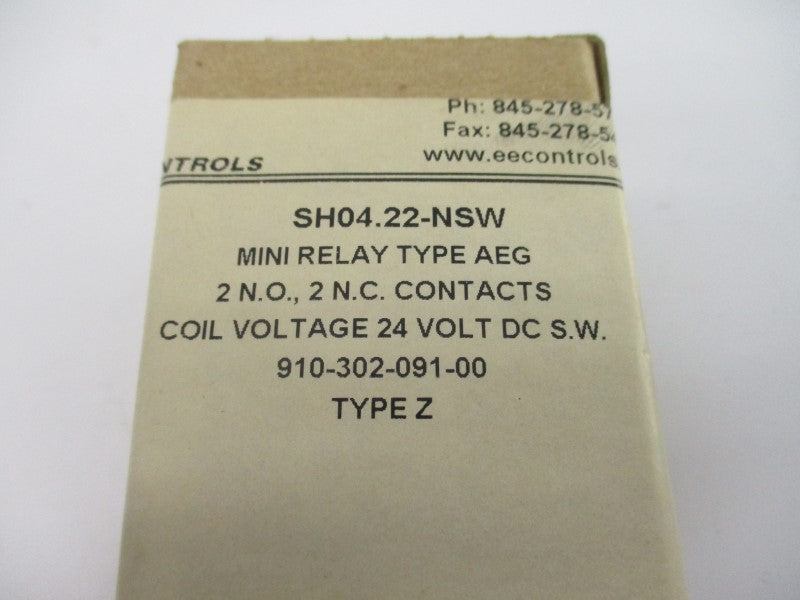 Ph: 845-278-57
Fax: 845-278-54
www.eecontrols
NTROLS
SH04.22-NSW
MINI RELAY TYPE AEG
2 N.O., 2 N.C. CONTACTS
COIL VOLTAGE 24 VOLT DC S.W.
910-302-091-00
TYPE Z